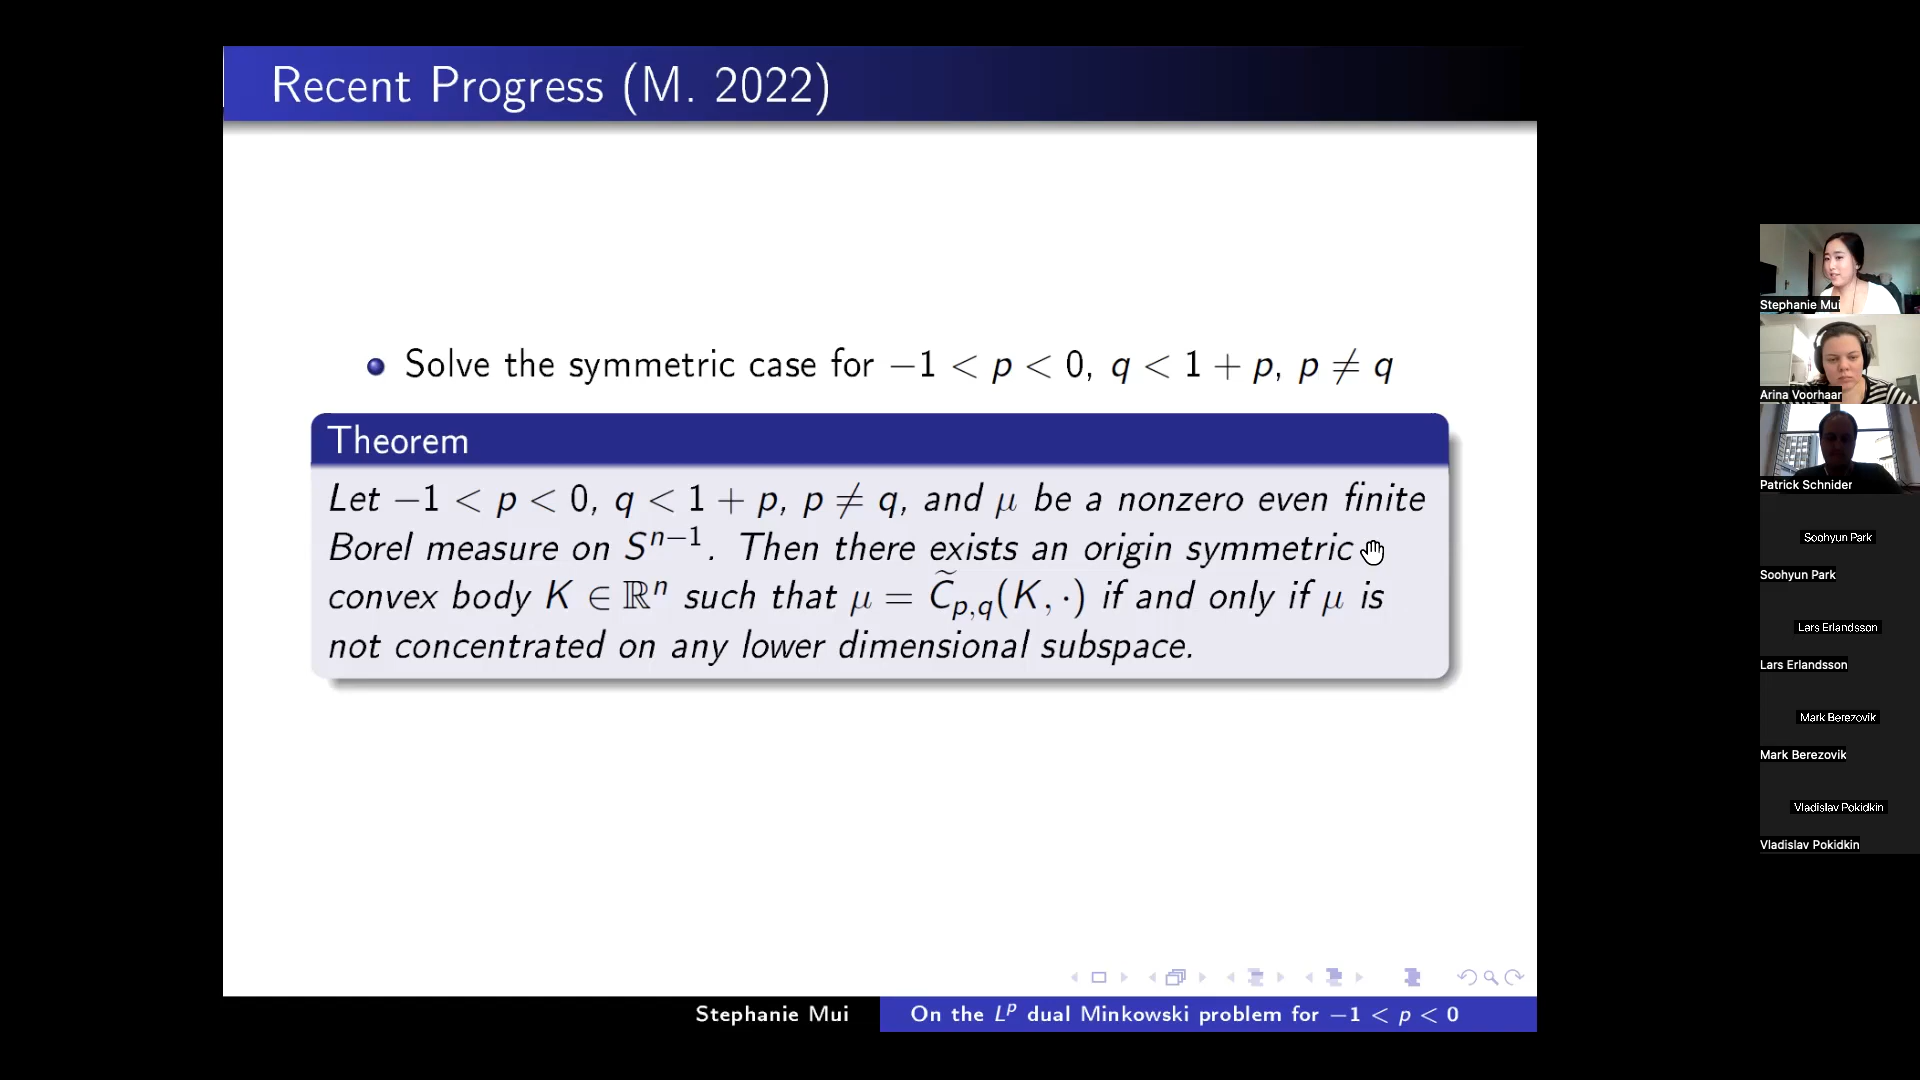 Recent Progress (M. 2022)
Solve the symmetric case for −1 < p < 0, q < 1 + p, p ≠ q
Theorem
Let −1 < p < 0, q < 1 + p, p ≠ q, and μ be a nonzero even finite
Borel measure on Sⁿ⁻¹. Then there exists an origin symmetric
convex body K ∈ ℝⁿ such that μ = C̃_{p,q}(K, ·) if and only if μ is
not concentrated on any lower dimensional subspace.
Stephanie Mui
On the Lᵖ dual Minkowski problem for −1 < p < 0
Stephanie Mui
Arina Voorhaar
Patrick Schnider
Soohyun Park
Soohyun Park
Lars Erlandsson
Lars Erlandsson
Mark Berezovik
Mark Berezovik
Vladislav Pokidkin
Vladislav Pokidkin